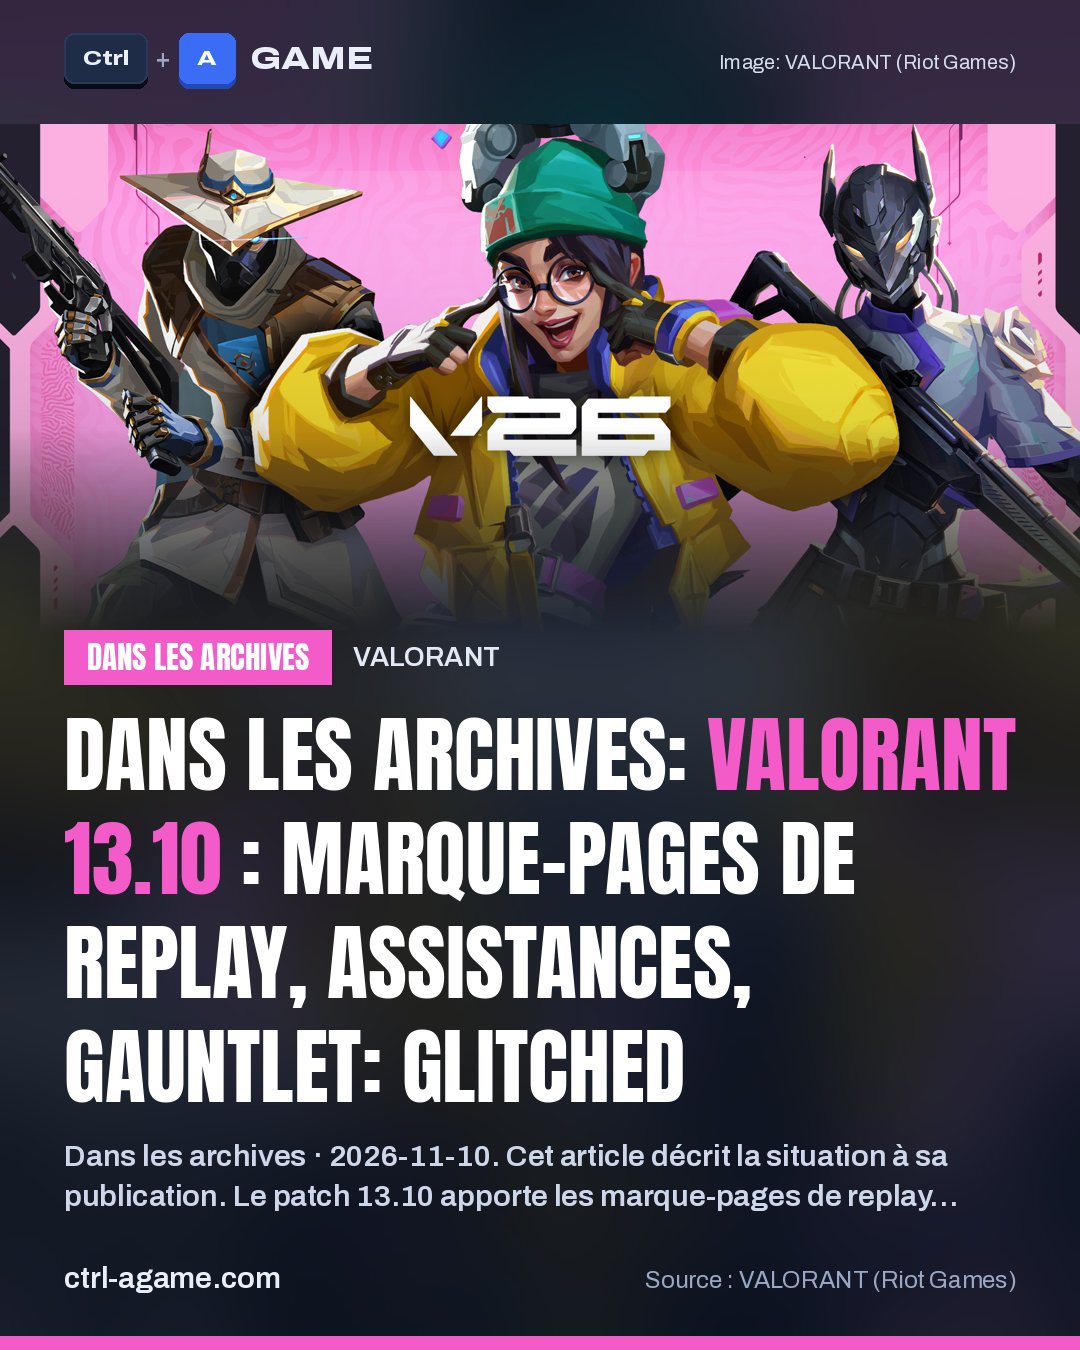 Ctrl + A GAME
Image: VALORANT (Riot Games)
V26
DANS LES ARCHIVES VALORANT
DANS LES ARCHIVES: VALORANT
13.10 : MARQUE-PAGES DE
REPLAY, ASSISTANCES,
GAUNTLET: GLITCHED
Dans les archives · 2026-11-10. Cet article décrit la situation à sa
publication. Le patch 13.10 apporte les marque-pages de replay…
ctrl-agame.com
Source : VALORANT (Riot Games)